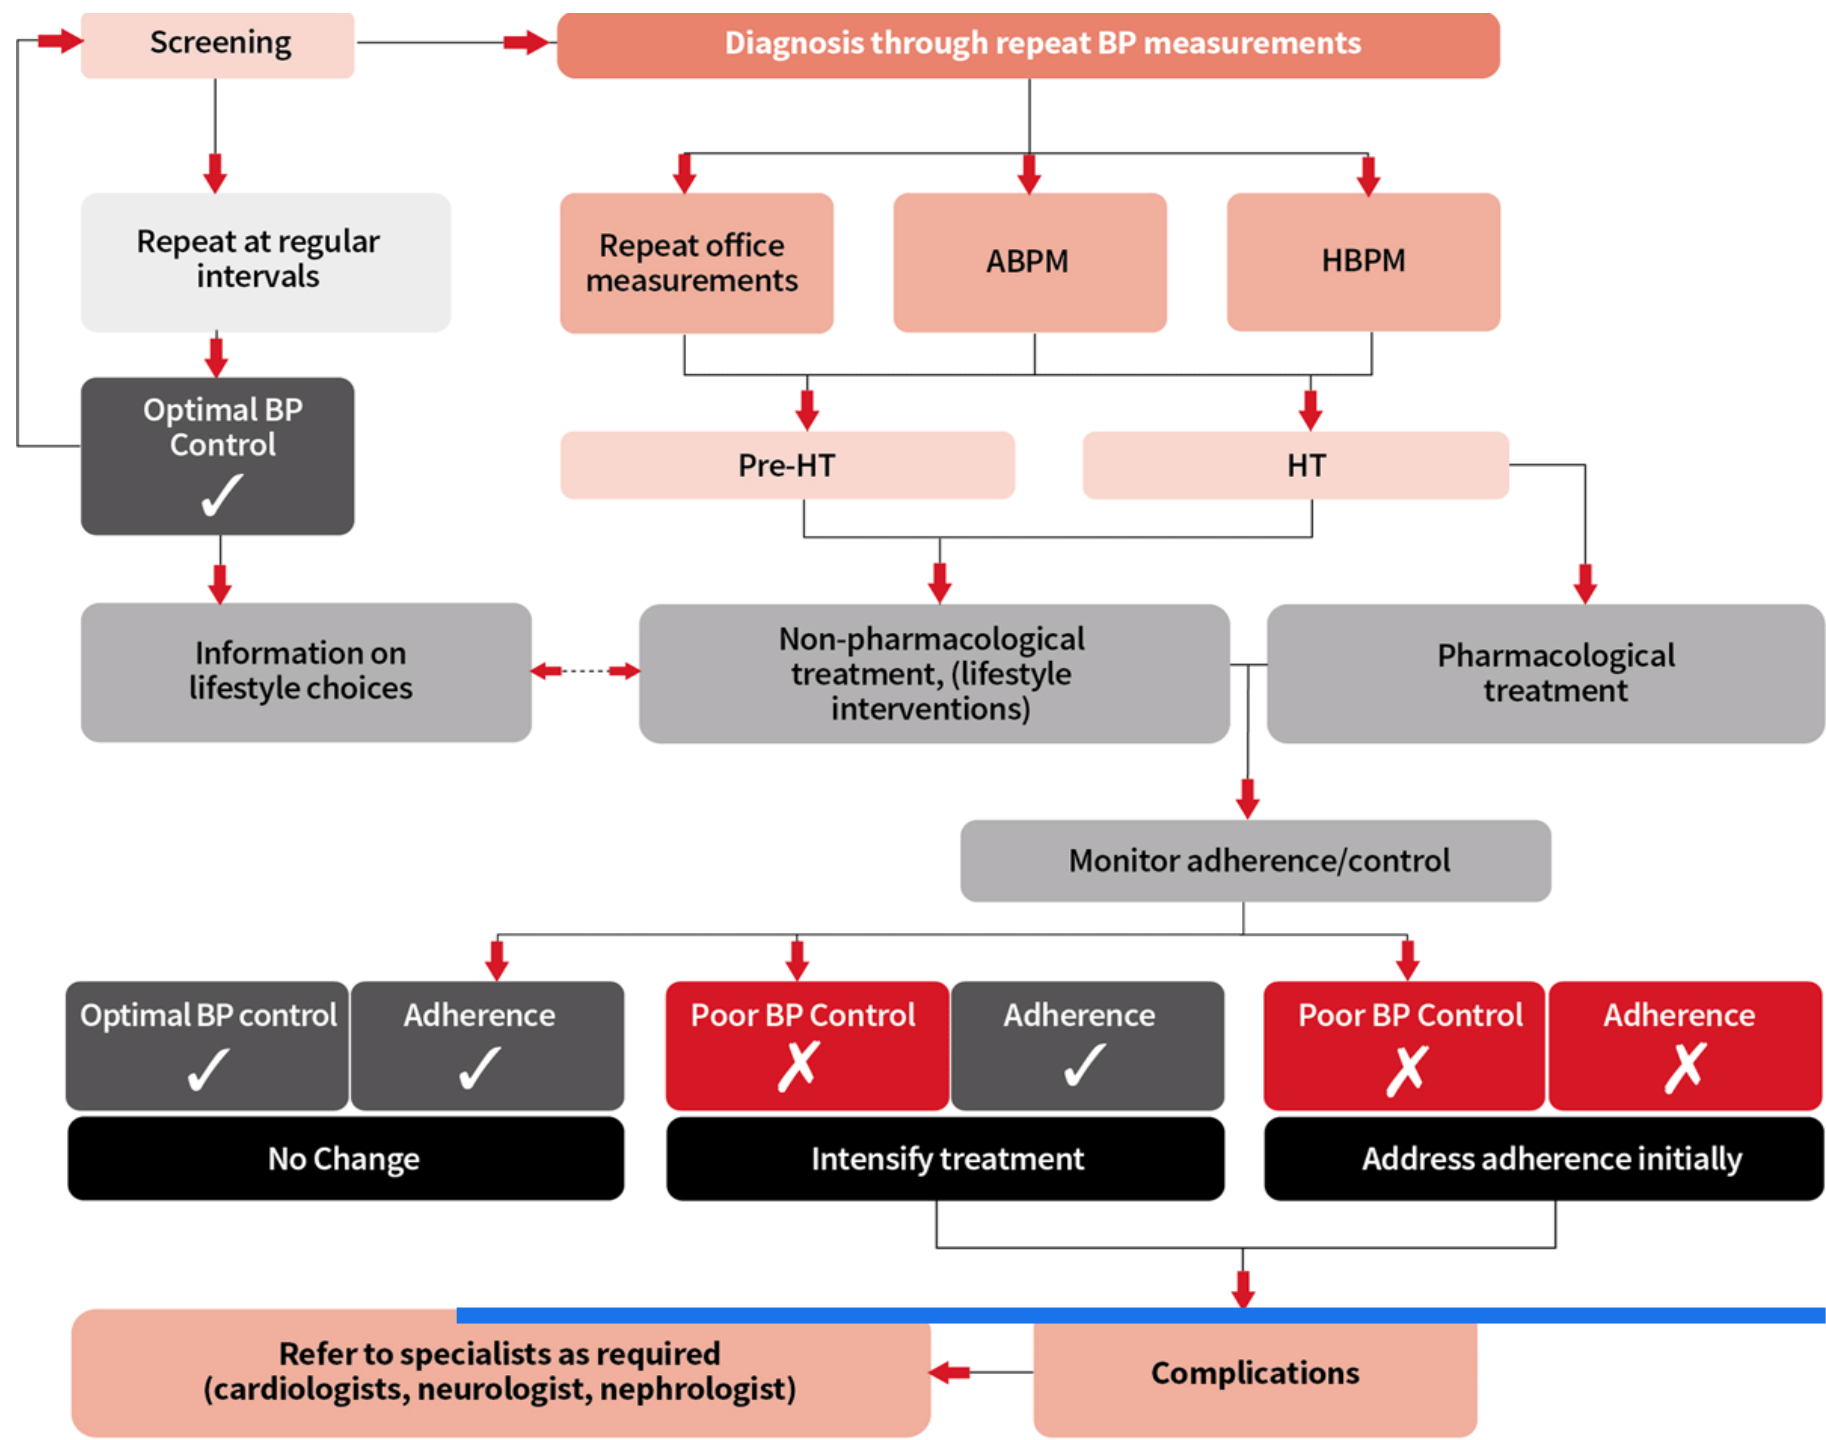 Screening
Diagnosis through repeat BP measurements
Repeat at regular
intervals
Repeat office
measurements
ABPM
HBPM
Optimal BP
Control
✓
Pre-HT
HT
Information on
lifestyle choices
Non-pharmacological
treatment, (lifestyle
interventions)
Pharmacological
treatment
Monitor adherence/control
Optimal BP control
✓
Adherence
✓
Poor BP Control
✗
Adherence
✓
Poor BP Control
✗
Adherence
✗
No Change
Intensify treatment
Address adherence initially
Refer to specialists as required
(cardiologists, neurologist, nephrologist)
Complications